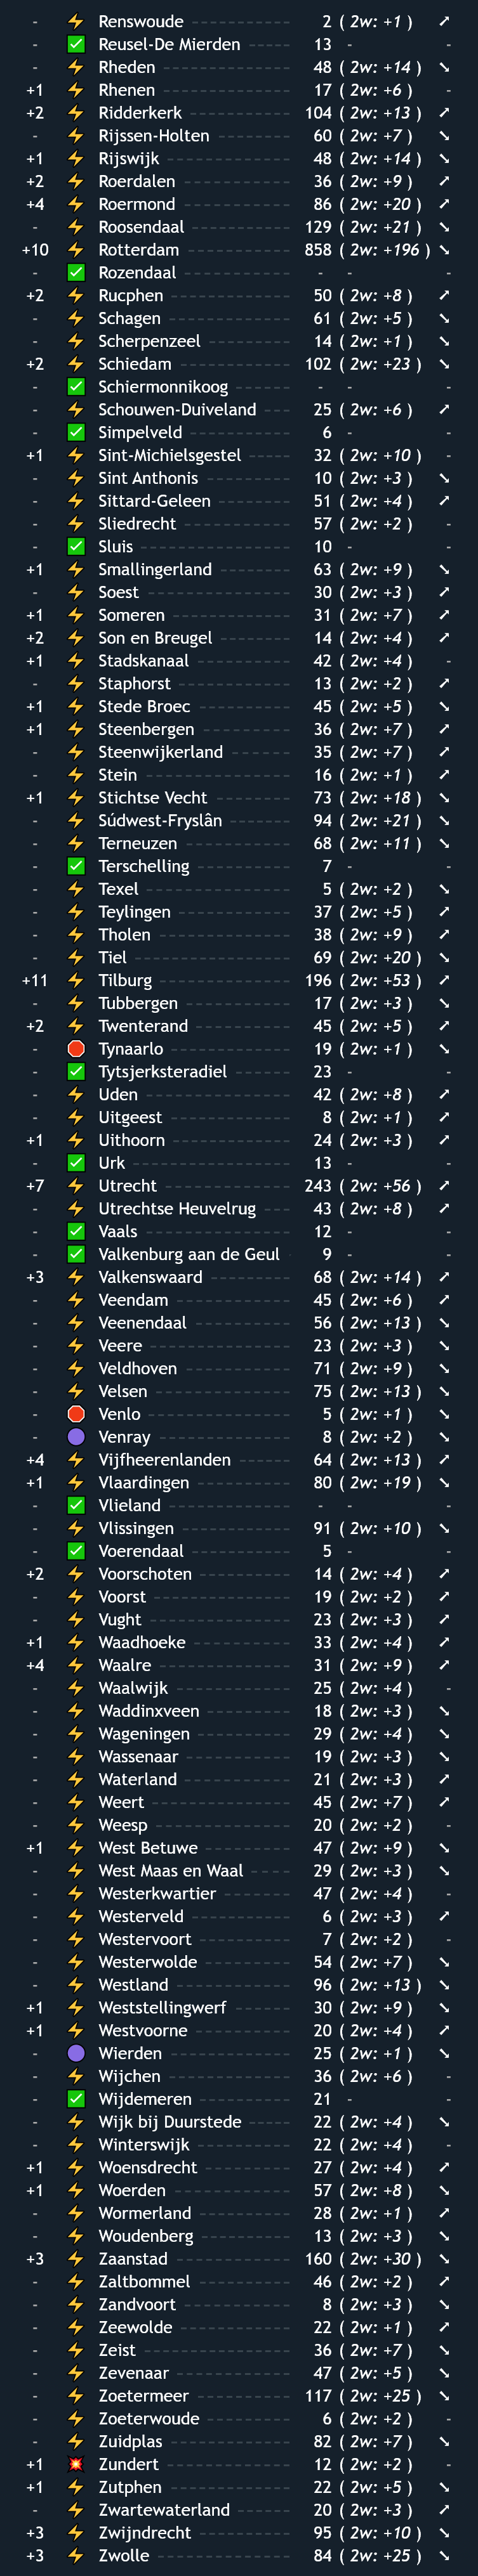 - ⚡ Renswoude 2 ( 2w: +1 ) ↗
- ✅ Reusel-De Mierden 13 - -
- ⚡ Rheden 48 ( 2w: +14 ) ↘
+1 ⚡ Rhenen 17 ( 2w: +6 ) -
+2 ⚡ Ridderkerk 104 ( 2w: +13 ) ↗
- ⚡ Rijssen-Holten 60 ( 2w: +7 ) ↘
+1 ⚡ Rijswijk 48 ( 2w: +14 ) ↘
+2 ⚡ Roerdalen 36 ( 2w: +9 ) ↗
+4 ⚡ Roermond 86 ( 2w: +20 ) ↗
- ⚡ Roosendaal 129 ( 2w: +21 ) ↘
+10 ⚡ Rotterdam 858 ( 2w: +196 ) ↘
- ✅ Rozendaal - - -
+2 ⚡ Rucphen 50 ( 2w: +8 ) ↗
- ⚡ Schagen 61 ( 2w: +5 ) ↘
- ⚡ Scherpenzeel 14 ( 2w: +1 ) ↘
+2 ⚡ Schiedam 102 ( 2w: +23 ) ↘
- ✅ Schiermonnikoog - - -
- ⚡ Schouwen-Duiveland 25 ( 2w: +6 ) ↗
- ✅ Simpelveld 6 - -
+1 ⚡ Sint-Michielsgestel 32 ( 2w: +10 ) -
- ⚡ Sint Anthonis 10 ( 2w: +3 ) ↘
- ⚡ Sittard-Geleen 51 ( 2w: +4 ) ↗
- ⚡ Sliedrecht 57 ( 2w: +2 ) -
- ✅ Sluis 10 - -
+1 ⚡ Smallingerland 63 ( 2w: +9 ) ↘
- ⚡ Soest 30 ( 2w: +3 ) ↗
+1 ⚡ Someren 31 ( 2w: +7 ) ↗
+2 ⚡ Son en Breugel 14 ( 2w: +4 ) ↗
+1 ⚡ Stadskanaal 42 ( 2w: +4 ) -
- ⚡ Staphorst 13 ( 2w: +2 ) ↗
+1 ⚡ Stede Broec 45 ( 2w: +5 ) ↘
+1 ⚡ Steenbergen 36 ( 2w: +7 ) ↗
- ⚡ Steenwijkerland 35 ( 2w: +7 ) ↗
- ⚡ Stein 16 ( 2w: +1 ) ↗
+1 ⚡ Stichtse Vecht 73 ( 2w: +18 ) ↘
- ⚡ Súdwest-Fryslân 94 ( 2w: +21 ) ↘
- ⚡ Terneuzen 68 ( 2w: +11 ) ↘
- ✅ Terschelling 7 - -
- ⚡ Texel 5 ( 2w: +2 ) ↘
- ⚡ Teylingen 37 ( 2w: +5 ) ↗
- ⚡ Tholen 38 ( 2w: +9 ) ↗
- ⚡ Tiel 69 ( 2w: +20 ) ↘
+11 ⚡ Tilburg 196 ( 2w: +53 ) ↗
- ⚡ Tubbergen 17 ( 2w: +3 ) ↘
+2 ⚡ Twenterand 45 ( 2w: +5 ) ↗
- 🛑 Tynaarlo 19 ( 2w: +1 ) ↘
- ✅ Tytsjerksteradiel 23 - -
- ⚡ Uden 42 ( 2w: +8 ) ↗
- ⚡ Uitgeest 8 ( 2w: +1 ) ↗
+1 ⚡ Uithoorn 24 ( 2w: +3 ) ↗
- ✅ Urk 13 - -
+7 ⚡ Utrecht 243 ( 2w: +56 ) ↗
- ⚡ Utrechtse Heuvelrug 43 ( 2w: +8 ) ↗
- ✅ Vaals 12 - -
- ✅ Valkenburg aan de Geul 9 - -
+3 ⚡ Valkenswaard 68 ( 2w: +14 ) ↗
- ⚡ Veendam 45 ( 2w: +6 ) ↗
- ⚡ Veenendaal 56 ( 2w: +13 ) ↘
- ⚡ Veere 23 ( 2w: +3 ) ↘
- ⚡ Veldhoven 71 ( 2w: +9 ) ↘
- ⚡ Velsen 75 ( 2w: +13 ) ↘
- 🛑 Venlo 5 ( 2w: +1 ) ↘
- 🟣 Venray 8 ( 2w: +2 ) ↘
+4 ⚡ Vijfheerenlanden 64 ( 2w: +13 ) ↗
+1 ⚡ Vlaardingen 80 ( 2w: +19 ) ↘
- ✅ Vlieland - - -
- ⚡ Vlissingen 91 ( 2w: +10 ) ↘
- ✅ Voerendaal 5 - -
+2 ⚡ Voorschoten 14 ( 2w: +4 ) ↗
- ⚡ Voorst 19 ( 2w: +2 ) ↗
- ⚡ Vught 23 ( 2w: +3 ) ↗
+1 ⚡ Waadhoeke 33 ( 2w: +4 ) ↗
+4 ⚡ Waalre 31 ( 2w: +9 ) ↗
- ⚡ Waalwijk 25 ( 2w: +4 ) -
- ⚡ Waddinxveen 18 ( 2w: +3 ) ↘
- ⚡ Wageningen 29 ( 2w: +4 ) ↘
- ⚡ Wassenaar 19 ( 2w: +3 ) ↘
- ⚡ Waterland 21 ( 2w: +3 ) ↗
- ⚡ Weert 45 ( 2w: +7 ) ↗
- ⚡ Weesp 20 ( 2w: +2 ) -
+1 ⚡ West Betuwe 47 ( 2w: +9 ) ↘
- ⚡ West Maas en Waal 29 ( 2w: +3 ) ↘
- ⚡ Westerkwartier 47 ( 2w: +4 ) -
- ⚡ Westerveld 6 ( 2w: +3 ) ↗
- ⚡ Westervoort 7 ( 2w: +2 ) -
- ⚡ Westerwolde 54 ( 2w: +7 ) ↘
- ⚡ Westland 96 ( 2w: +13 ) ↘
+1 ⚡ Weststellingwerf 30 ( 2w: +9 ) ↘
+1 ⚡ Westvoorne 20 ( 2w: +4 ) ↗
- 🟣 Wierden 25 ( 2w: +1 ) ↘
- ⚡ Wijchen 36 ( 2w: +6 ) -
- ✅ Wijdemeren 21 - -
- ⚡ Wijk bij Duurstede 22 ( 2w: +4 ) ↘
- ⚡ Winterswijk 22 ( 2w: +4 ) -
+1 ⚡ Woensdrecht 27 ( 2w: +4 ) ↗
+1 ⚡ Woerden 57 ( 2w: +8 ) ↘
- ⚡ Wormerland 28 ( 2w: +1 ) ↗
- ⚡ Woudenberg 13 ( 2w: +3 ) ↘
+3 ⚡ Zaanstad 160 ( 2w: +30 ) ↘
- ⚡ Zaltbommel 46 ( 2w: +2 ) ↗
- ⚡ Zandvoort 8 ( 2w: +3 ) ↘
- ⚡ Zeewolde 22 ( 2w: +1 ) ↗
- ⚡ Zeist 36 ( 2w: +7 ) ↘
- ⚡ Zevenaar 47 ( 2w: +5 ) ↘
- ⚡ Zoetermeer 117 ( 2w: +25 ) ↘
- ⚡ Zoeterwoude 6 ( 2w: +2 ) -
- ⚡ Zuidplas 82 ( 2w: +7 ) ↘
+1 💥 Zundert 12 ( 2w: +2 ) -
+1 ⚡ Zutphen 22 ( 2w: +5 ) ↘
- ⚡ Zwartewaterland 20 ( 2w: +3 ) ↗
+3 ⚡ Zwijndrecht 95 ( 2w: +10 ) ↘
+3 ⚡ Zwolle 84 ( 2w: +25 ) ↘